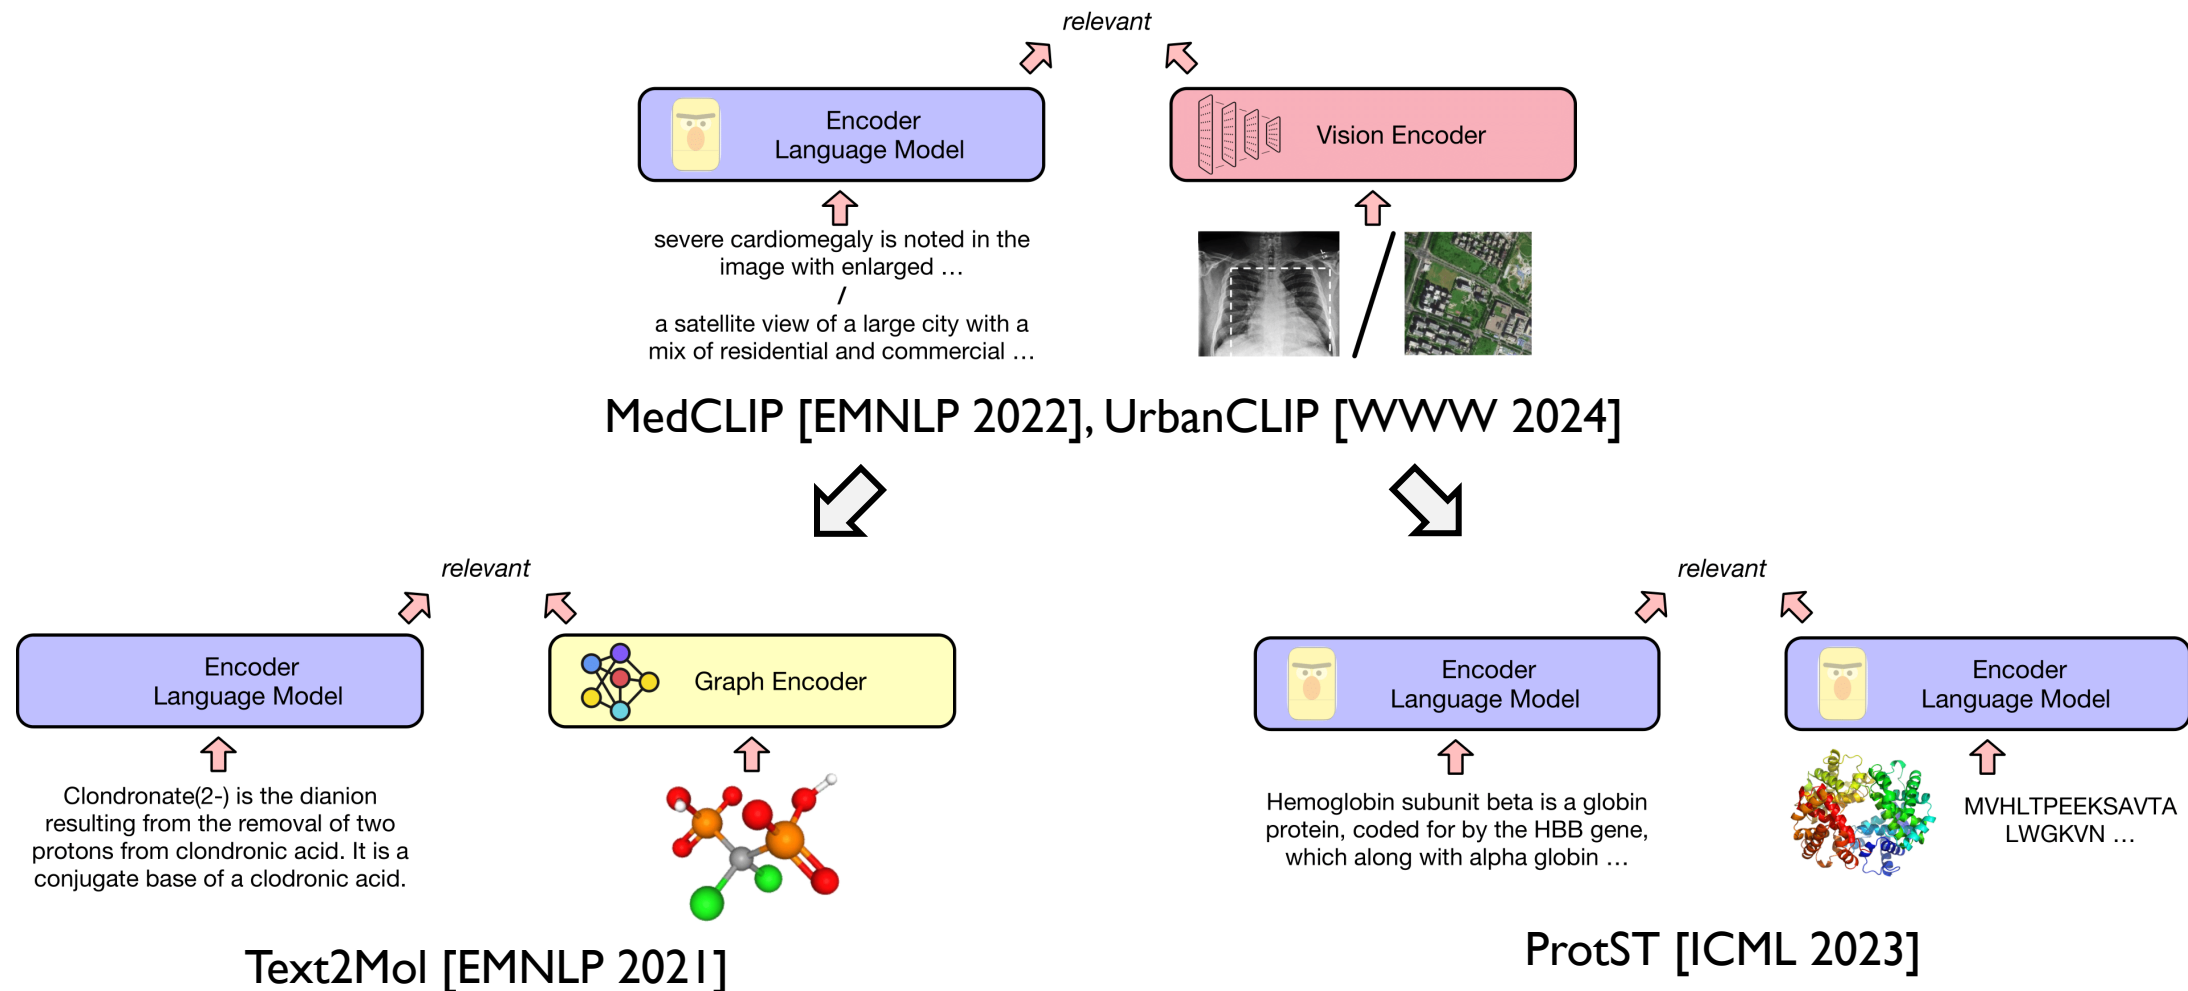 relevant
Encoder
Language Model
Vision Encoder
severe cardiomegaly is noted in the
image with enlarged …
/
a satellite view of a large city with a
mix of residential and commercial …
/
MedCLIP [EMNLP 2022], UrbanCLIP [WWW 2024]
relevant
Encoder
Language Model
Graph Encoder
Clondronate(2-) is the dianion
resulting from the removal of two
protons from clondronic acid. It is a
conjugate base of a clodronic acid.
Text2Mol [EMNLP 2021]
relevant
Encoder
Language Model
Encoder
Language Model
Hemoglobin subunit beta is a globin
protein, coded for by the HBB gene,
which along with alpha globin …
MVHLTPEEKSAVTA
LWGKVN …
ProtST [ICML 2023]